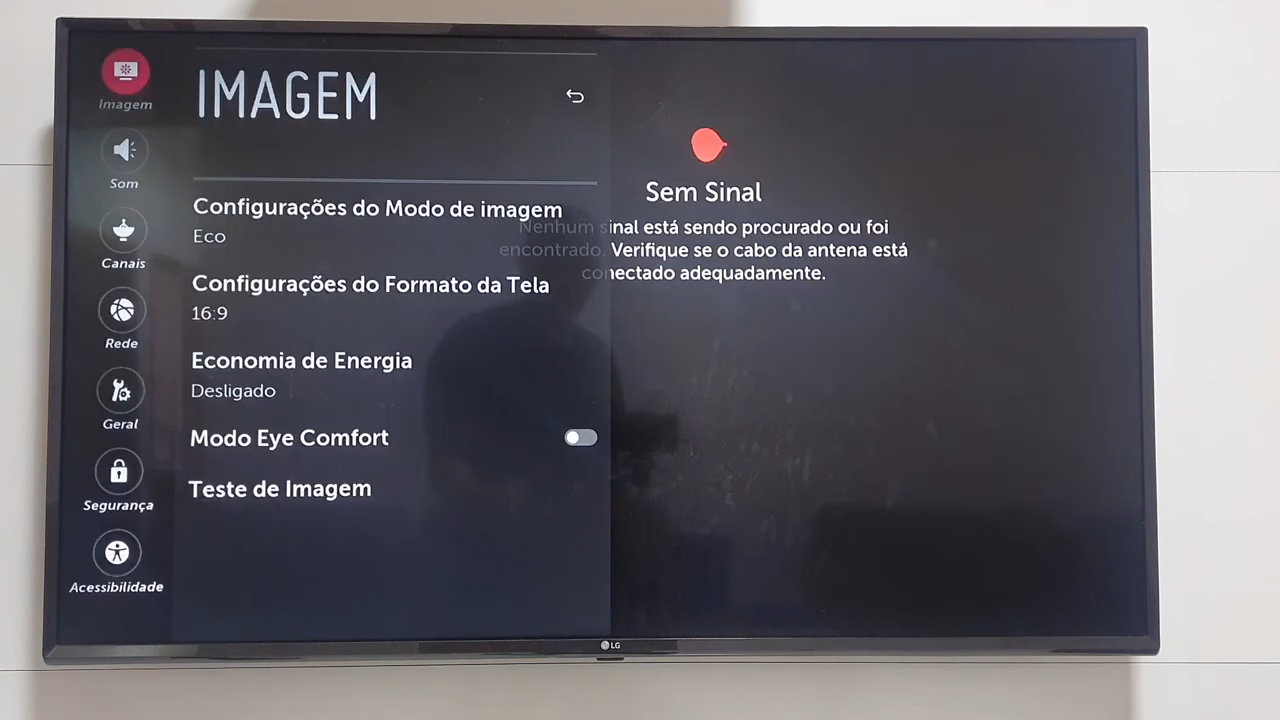 Imagem
Som
Canais
Rede
Geral
Segurança
Acessibilidade
IMAGEM
Configurações do Modo de imagem
Eco
Configurações do Formato da Tela
16:9
Economia de Energia
Desligado
Modo Eye Comfort
Teste de Imagem
Sem Sinal
Nenhum sinal está sendo procurado ou foi
encontrado. Verifique se o cabo da antena está
conectado adequadamente.
LG